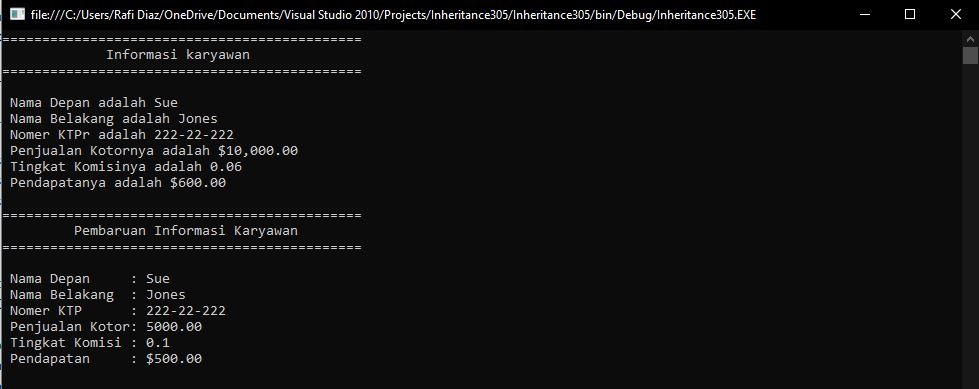 file:///C:/Users/Rafi Diaz/OneDrive/Documents/Visual Studio 2010/Projects/Inheritance305/Inheritance305/bin/Debug/Inheritance305.EXE
=============================================
Informasi karyawan
=============================================
Nama Depan adalah Sue
Nama Belakang adalah Jones
Nomer KTPr adalah 222-22-222
Penjualan Kotornya adalah $10,000.00
Tingkat Komisinya adalah 0.06
Pendapatanya adalah $600.00
=============================================
Pembaruan Informasi Karyawan
=============================================
Nama Depan     : Sue
Nama Belakang  : Jones
Nomer KTP      : 222-22-222
Penjualan Kotor: 5000.00
Tingkat Komisi : 0.1
Pendapatan     : $500.00